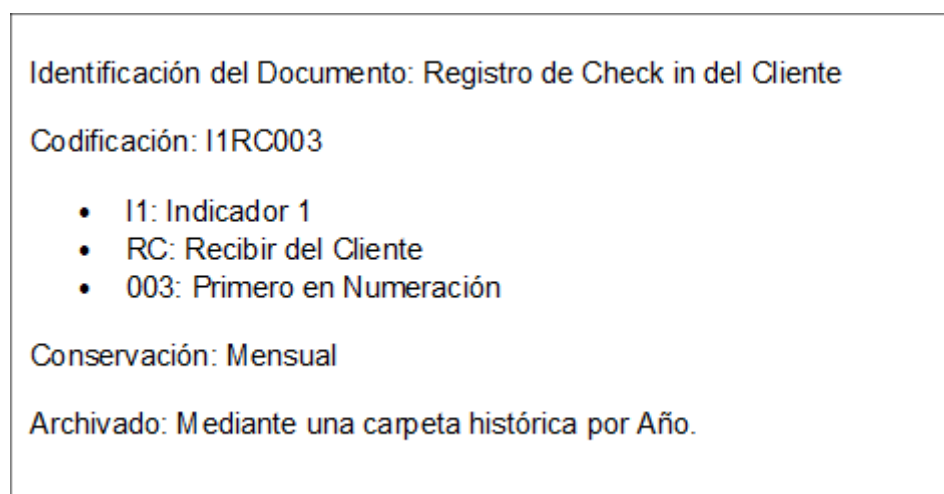 Identificación del Documento: Registro de Check in del Cliente
Codificación: I1RC003
• I1: Indicador 1
• RC: Recibir del Cliente
• 003: Primero en Numeración
Conservación: Mensual
Archivado: Mediante una carpeta histórica por Año.